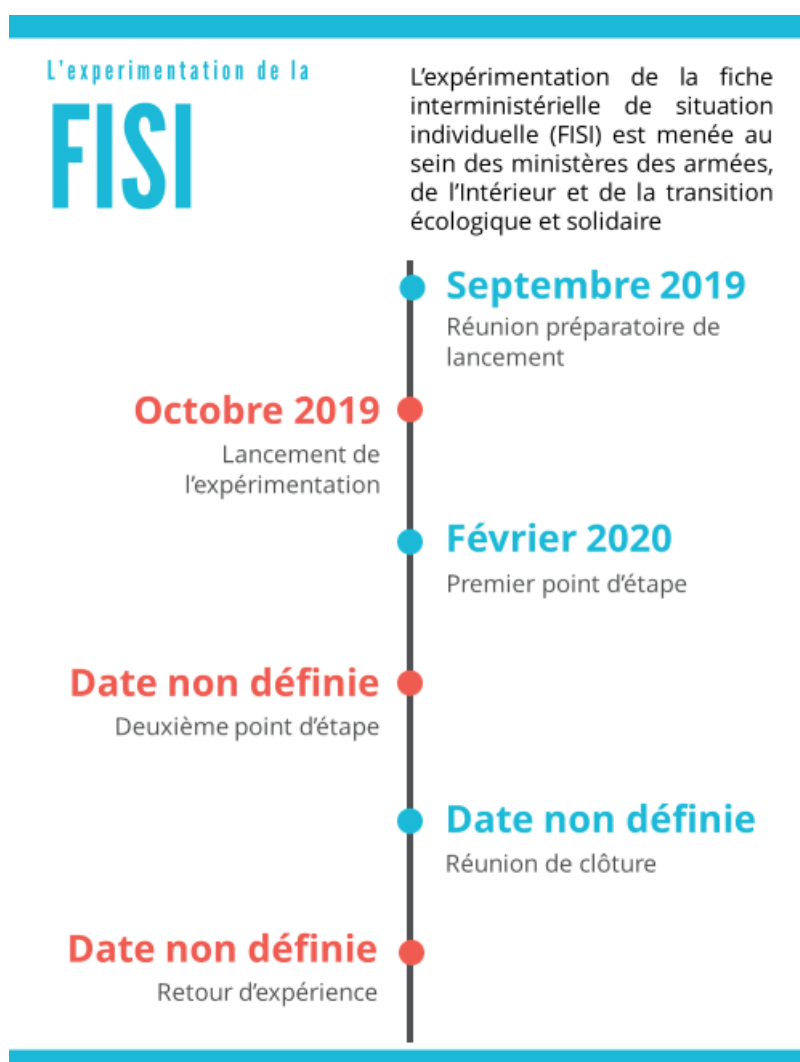 L'experimentation de la
FISI
L'expérimentation de la fiche
interministérielle de situation
individuelle (FISI) est menée au
sein des ministères des armées,
de l'Intérieur et de la transition
écologique et solidaire
Septembre 2019
Réunion préparatoire de
lancement
Octobre 2019
Lancement de
l'expérimentation
Février 2020
Premier point d'étape
Date non définie
Deuxième point d'étape
Date non définie
Réunion de clôture
Date non définie
Retour d'expérience